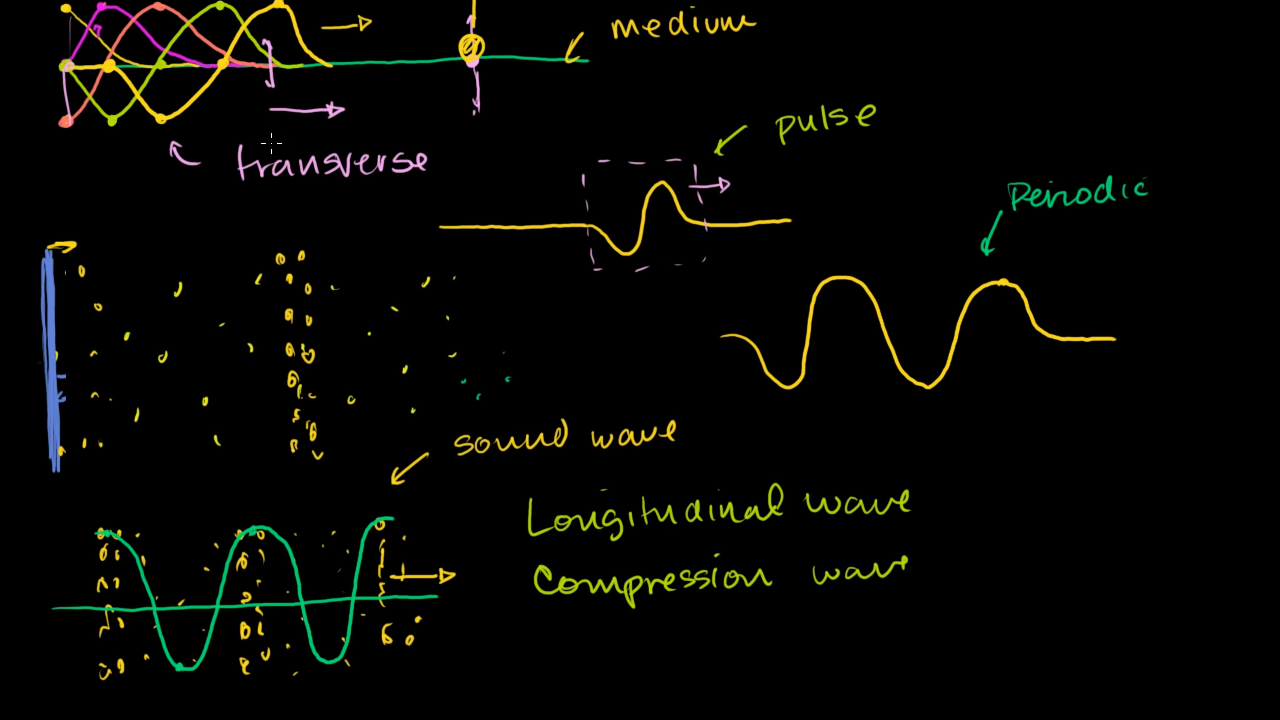 medium
pulse
transverse
Periodic
sound wave
Longitudinal wave
Compression wave